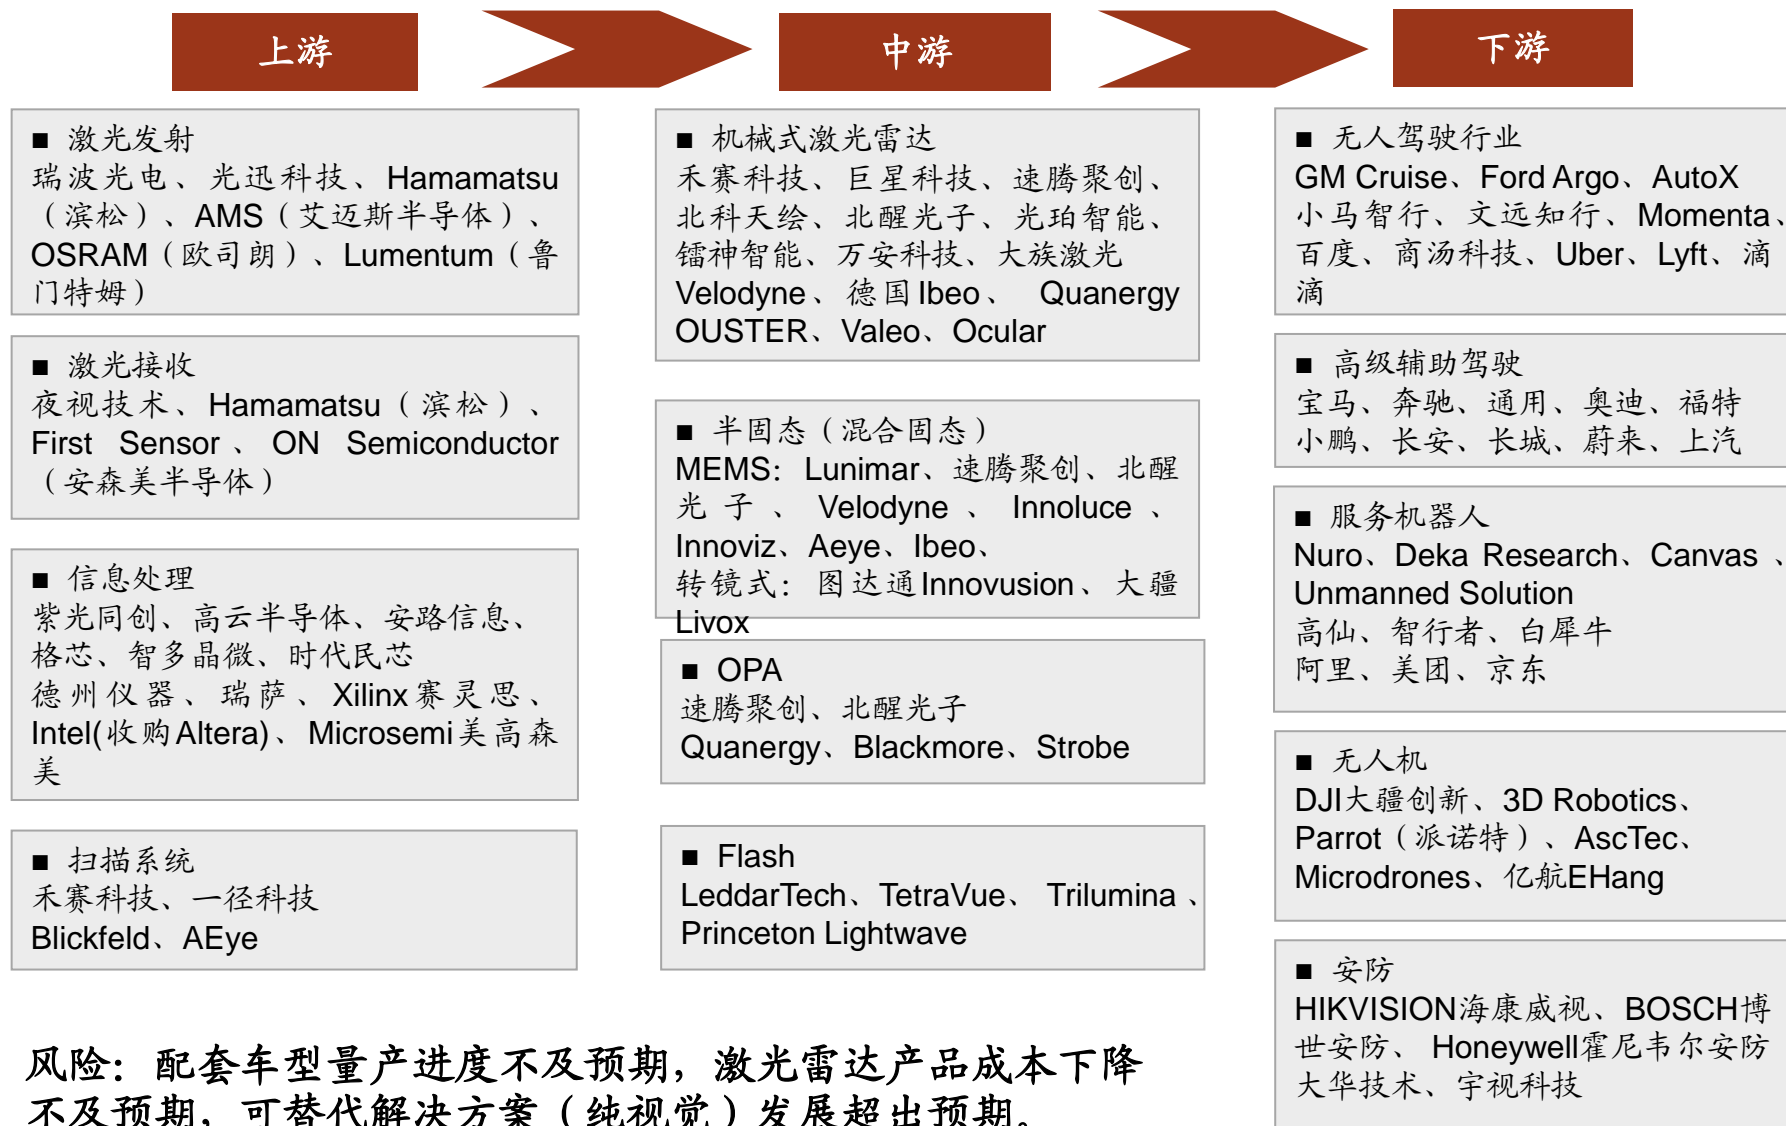 上游
中游
下游
■ 激光发射
瑞波光电、光迅科技、Hamamatsu
（滨松）、AMS（艾迈斯半导体）、
OSRAM（欧司朗）、Lumentum（鲁
门特姆）
■ 激光接收
夜视技术、Hamamatsu（滨松）、
First Sensor、ON Semiconductor
（安森美半导体）
■ 信息处理
紫光同创、高云半导体、安路信息、
格芯、智多晶微、时代民芯
德州仪器、瑞萨、Xilinx赛灵思、
Intel(收购Altera)、Microsemi美高森
美
■ 扫描系统
禾赛科技、一径科技
Blickfeld、AEye
■ 机械式激光雷达
禾赛科技、巨星科技、速腾聚创、
北科天绘、北醒光子、光珀智能、
镭神智能、万安科技、大族激光
Velodyne、德国Ibeo、 Quanergy
OUSTER、Valeo、Ocular
■ 半固态（混合固态）
MEMS：Lunimar、速腾聚创、北醒
光子、Velodyne、Innoluce、
Innoviz、Aeye、Ibeo、
转镜式：图达通Innovusion、大疆
Livox
■ OPA
速腾聚创、北醒光子
Quanergy、Blackmore、Strobe
■ Flash
LeddarTech、TetraVue、 Trilumina、
Princeton Lightwave
■ 无人驾驶行业
GM Cruise、Ford Argo、AutoX
小马智行、文远知行、Momenta、
百度、商汤科技、Uber、Lyft、滴
滴
■ 高级辅助驾驶
宝马、奔驰、通用、奥迪、福特
小鹏、长安、长城、蔚来、上汽
■ 服务机器人
Nuro、Deka Research、Canvas、
Unmanned Solution
高仙、智行者、白犀牛
阿里、美团、京东
■ 无人机
DJI大疆创新、3D Robotics、
Parrot（派诺特）、AscTec、
Microdrones、亿航EHang
■ 安防
HIKVISION海康威视、BOSCH博
世安防、 Honeywell霍尼韦尔安防
大华技术、宇视科技
风险：配套车型量产进度不及预期，激光雷达产品成本下降
不及预期，可替代解决方案（纯视觉）发展超出预期。